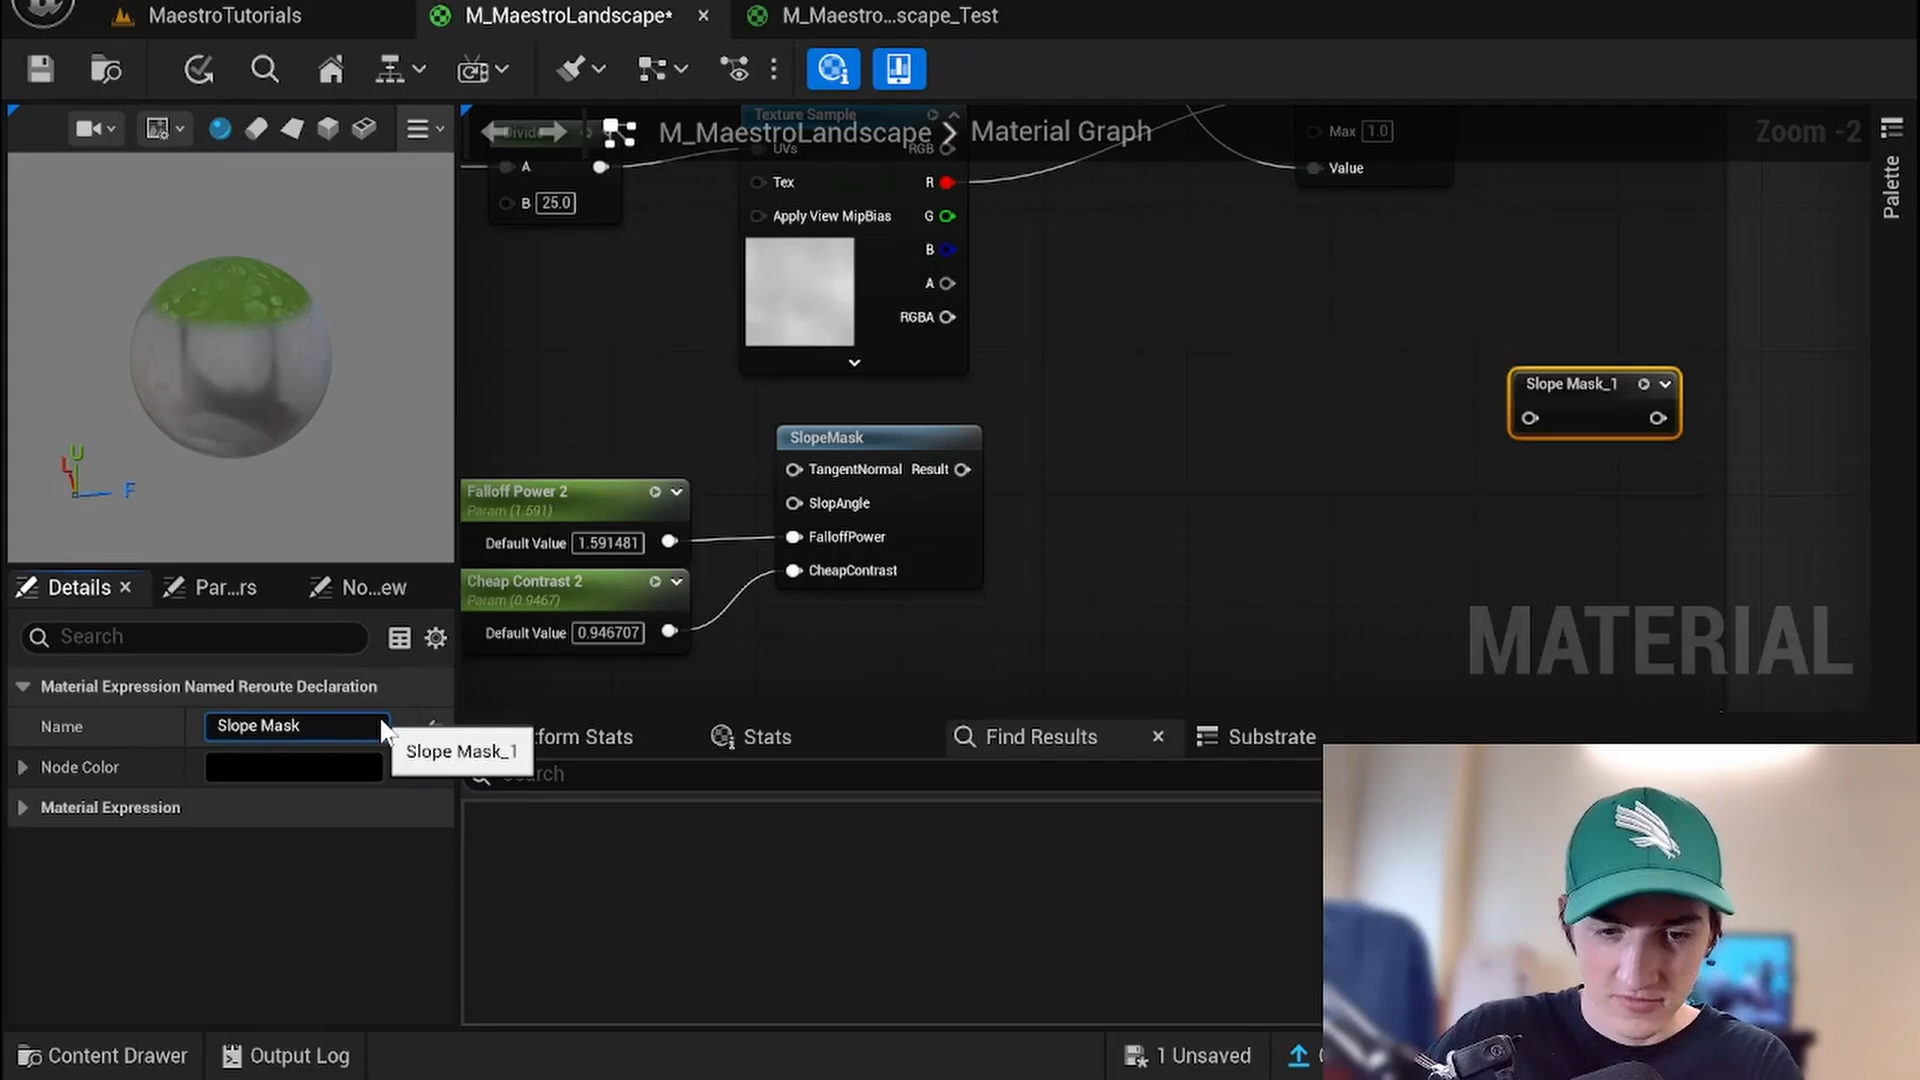 MaestroTutorials
M_MaestroLandscape*
M_Maestro...scape_Test
Divide
A
B 25.0
Texture Sample
M_MaestroLandscape > Material Graph
UVs RGB
Tex R
Apply View MipBias G
B
A
RGBA
Max 1.0
Value
Zoom -2
Palette
Slope Mask_1
SlopeMask
TangentNormal Result
SlopAngle
FalloffPower
CheapContrast
Falloff Power 2
Param (1.591)
Default Value 1.591481
Cheap Contrast 2
Param (0.9467)
Default Value 0.946707
MATERIAL
U
F
Details
Par...rs
No...ew
Search
Material Expression Named Reroute Declaration
Name Slope Mask
Slope Mask_1
Node Color
Material Expression
form Stats
Stats
Find Results
Substrate
Content Drawer
Output Log
1 Unsaved